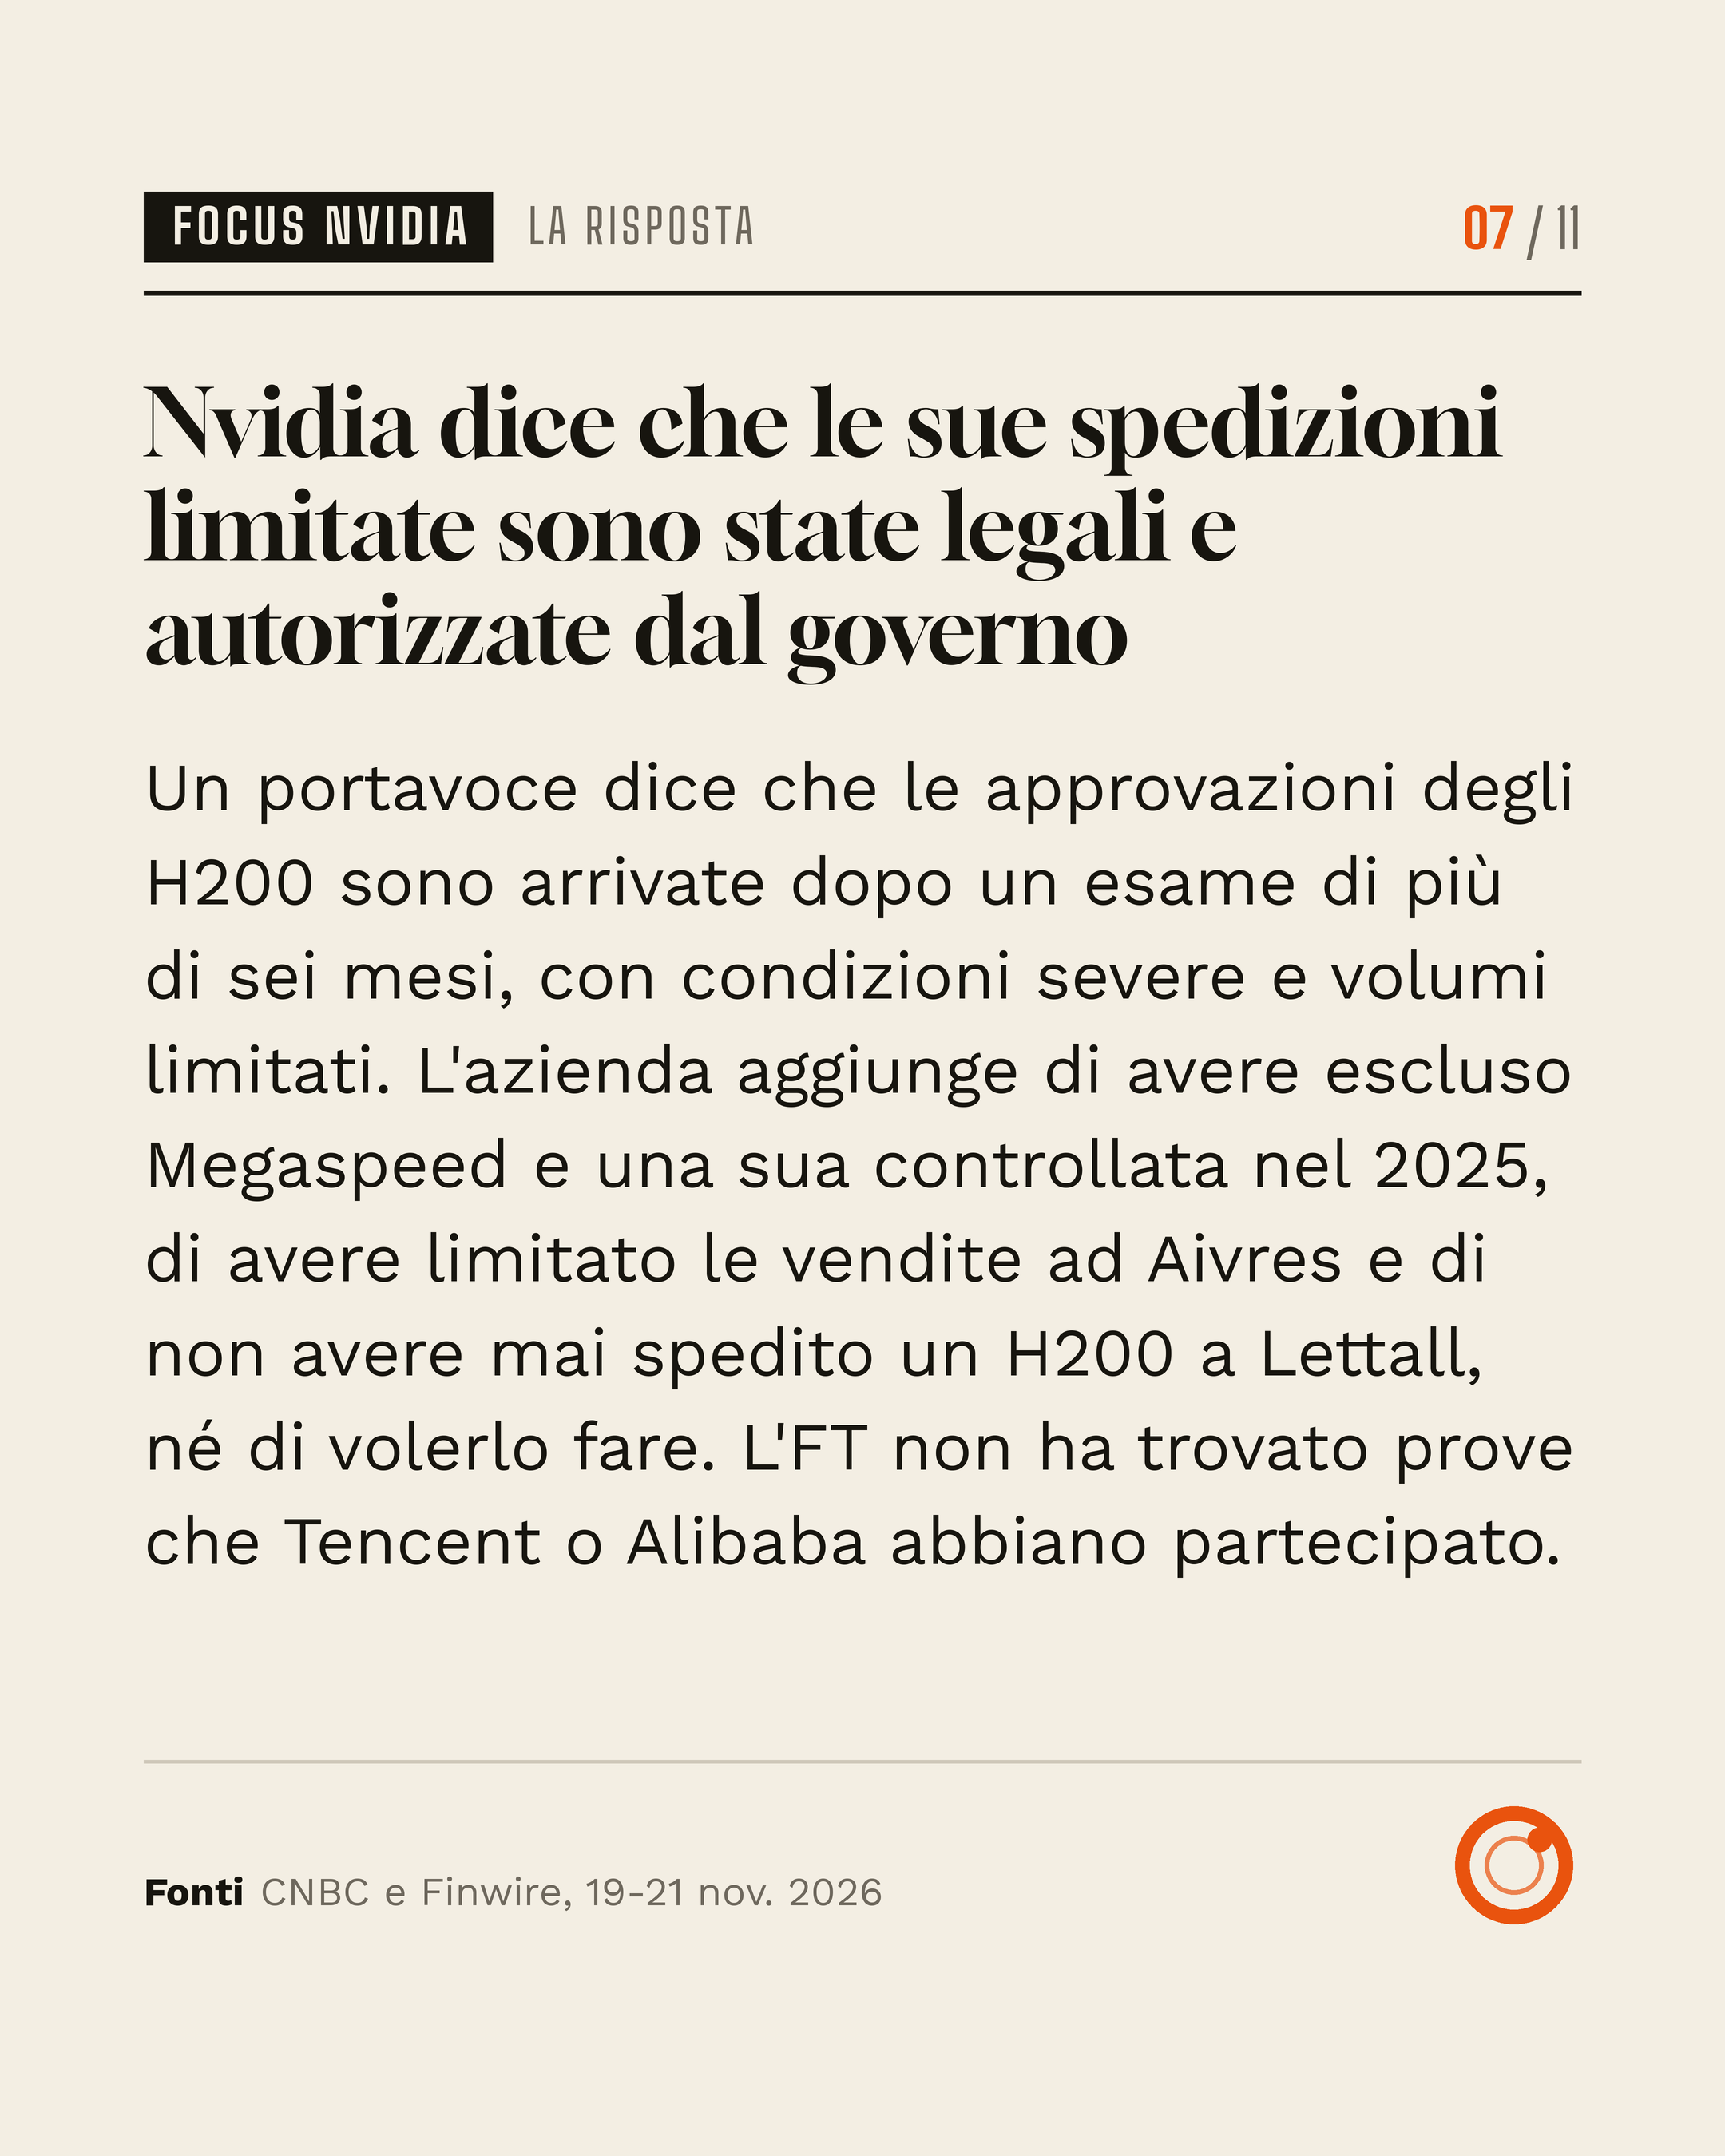 FOCUS NVIDIA LA RISPOSTA 07 / 11
Nvidia dice che le sue spedizioni
limitate sono state legali e
autorizzate dal governo
Un portavoce dice che le approvazioni degli
H200 sono arrivate dopo un esame di più
di sei mesi, con condizioni severe e volumi
limitati. L'azienda aggiunge di avere escluso
Megaspeed e una sua controllata nel 2025,
di avere limitato le vendite ad Aivres e di
non avere mai spedito un H200 a Lettall,
né di volerlo fare. L'FT non ha trovato prove
che Tencent o Alibaba abbiano partecipato.
Fonti CNBC e Finwire, 19-21 nov. 2026